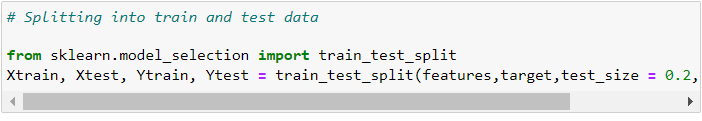 # Splitting into train and test data
from sklearn.model_selection import train_test_split
Xtrain, Xtest, Ytrain, Ytest = train_test_split(features,target,test_size = 0.2,